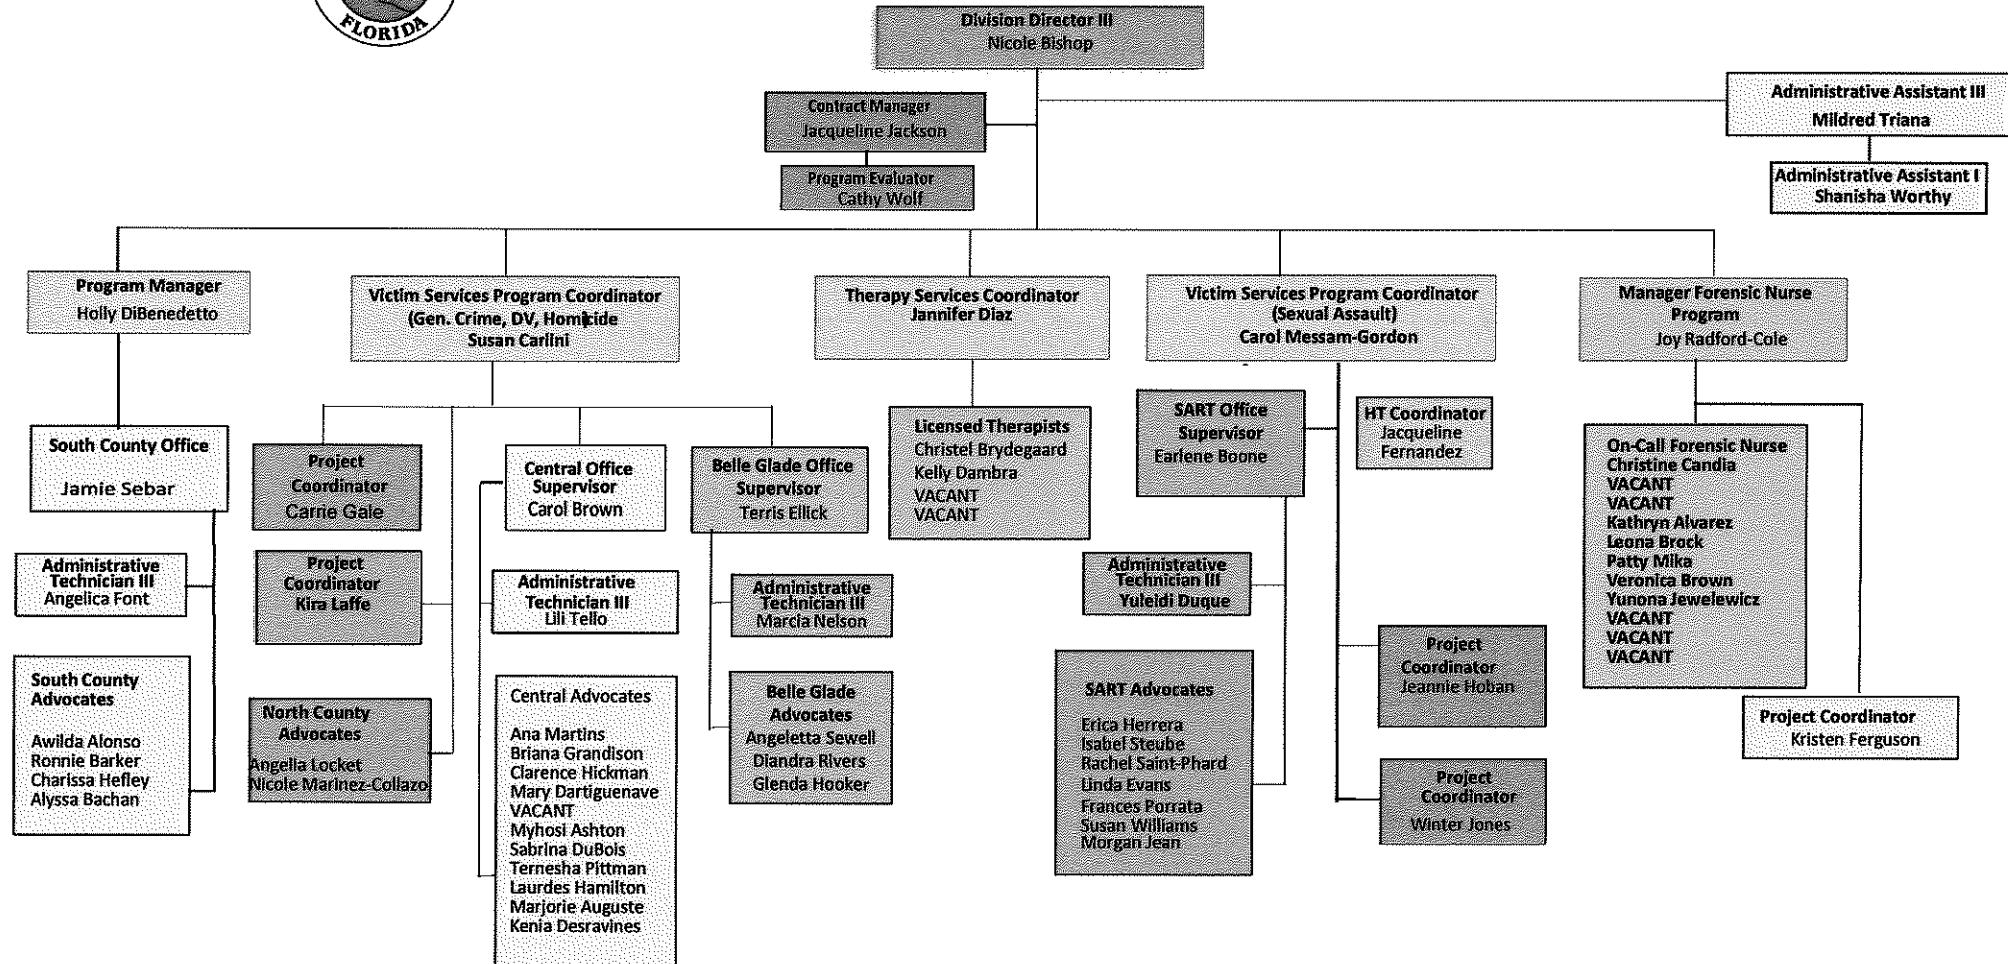 FLORIDA
Division Director III
Nicole Bishop
Contract Manager
Jacqueline Jackson
Program Evaluator
Cathy Wolf
Administrative Assistant III
Mildred Triana
Administrative Assistant I
Shanisha Worthy
Program Manager
Holly DiBenedetto
South County Office
Jamie Sebar
Administrative
Technician III
Angelica Font
South County
Advocates
Awilda Alonso
Ronnie Barker
Charissa Hefley
Alyssa Bachan
Victim Services Program Coordinator
(Gen. Crime, DV, Homicide
Susan Carlini
Project
Coordinator
Carrie Gale
Project
Coordinator
Kira Laffe
North County
Advocates
Angelia Locket
Nicole Marinez-Collazo
Central Office
Supervisor
Carol Brown
Administrative
Technician III
Lili Tello
Central Advocates
Ana Martins
Briana Grandison
Clarence Hickman
Mary Dartiguenave
VACANT
Myhosi Ashton
Sabrina DuBois
Ternesha Pittman
Laurdes Hamilton
Marjorie Auguste
Kenia Desravines
Belle Glade Office
Supervisor
Terris Ellick
Administrative
Technician III
Marcia Nelson
Belle Glade
Advocates
Angeletta Sewell
Diandra Rivers
Glenda Hooker
Therapy Services Coordinator
Jannifer Diaz
Licensed Therapists
Christel Brydegaard
Kelly Dambra
VACANT
VACANT
Victim Services Program Coordinator
(Sexual Assault)
Carol Messam-Gordon
SART Office
Supervisor
Earlene Boone
HT Coordinator
Jacqueline
Fernandez
Administrative
Technician III
Yuleidi Duque
SART Advocates
Erica Herrera
Isabel Steube
Rachel Saint-Phard
Linda Evans
Frances Porrata
Susan Williams
Morgan Jean
Project
Coordinator
Jeannie Hoban
Project
Coordinator
Winter Jones
Manager Forensic Nurse
Program
Joy Radford-Cole
On-Call Forensic Nurse
Christine Candia
VACANT
VACANT
Kathryn Alvarez
Leona Brock
Patty Mika
Veronica Brown
Yunona Jewelewicz
VACANT
VACANT
VACANT
Project Coordinator
Kristen Ferguson